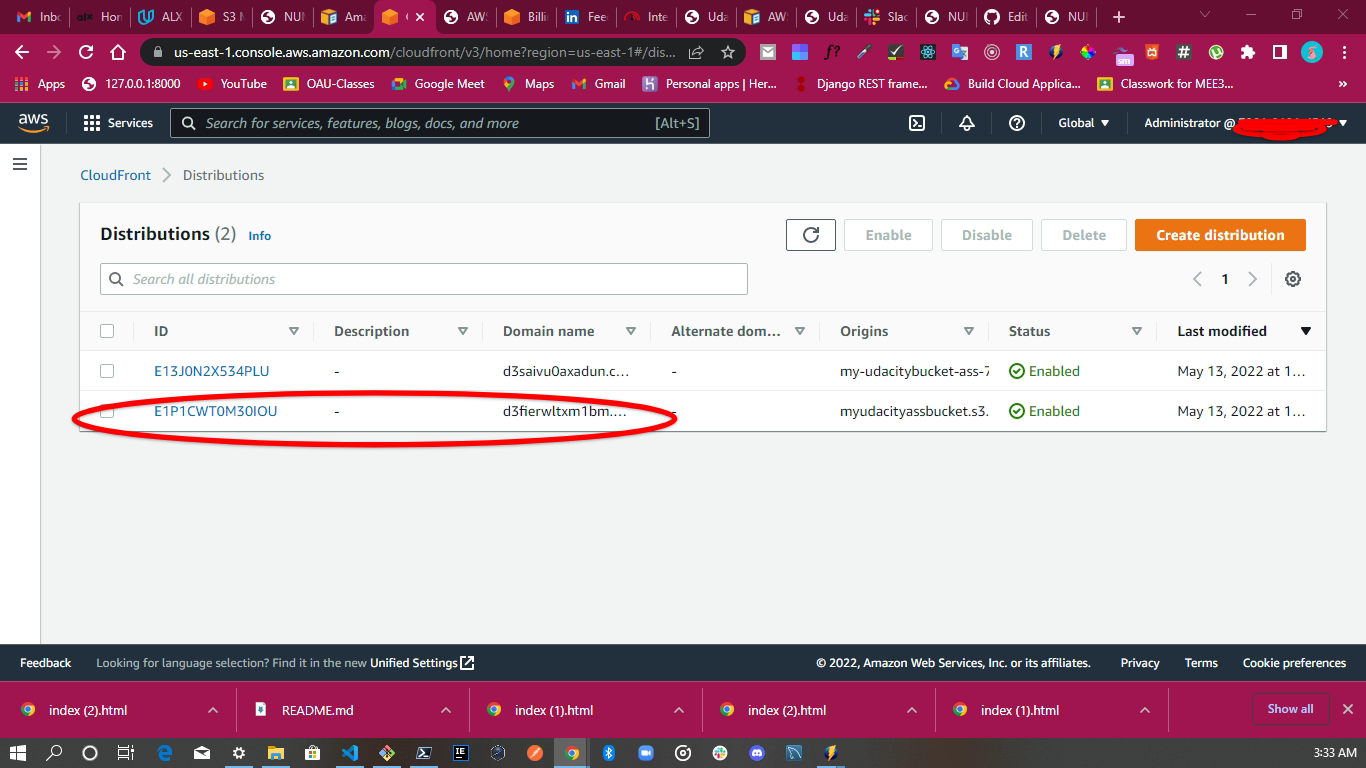 Inbo
alx Hon
ALX
S3 M
NUM
Ama
C
AWS
Billi
Fee
Inte
Uda
AWS
Uda
Slac
NUM
Edit
NUM
us-east-1.console.aws.amazon.com/cloudfront/v3/home?region=us-east-1#/dis...
Apps 127.0.0.1:8000 YouTube OAU-Classes Google Meet Maps Gmail Personal apps | Her... Django REST frame... Build Cloud Applica... Classwork for MEE3... »
aws Services Search for services, features, blogs, docs, and more [Alt+S] Global Administrator @
CloudFront Distributions
Distributions (2) Info Enable Disable Delete Create distribution
Search all distributions 1
ID Description Domain name Alternate dom... Origins Status Last modified
E13J0N2X534PLU - d3saivu0axadun.c... - my-udacitybucket-ass-7 Enabled May 13, 2022 at 1...
E1P1CWT0M30IOU - d3fierwltxm1bm.... - myudacityassbucket.s3. Enabled May 13, 2022 at 1...
Feedback Looking for language selection? Find it in the new Unified Settings © 2022, Amazon Web Services, Inc. or its affiliates. Privacy Terms Cookie preferences
index (2).html README.md index (1).html index (2).html index (1).html Show all
3:33 AM